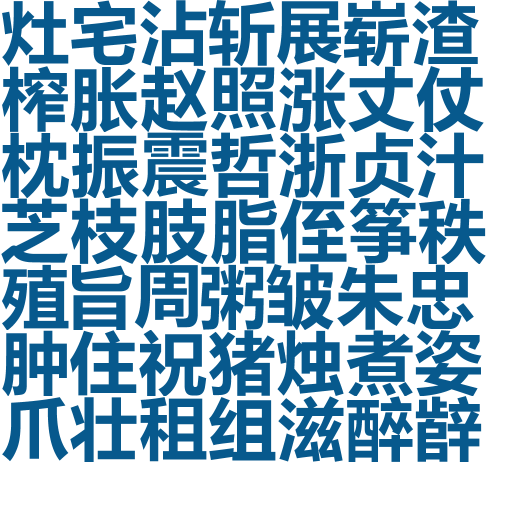 灶宅沾斩展崭渣
榨胀赵照涨丈仗
枕振震哲浙贞汁
芝枝肢脂侄筝秩
殖旨周粥皱朱忠
肿住祝猪烛煮姿
爪壮租组滋醉辟